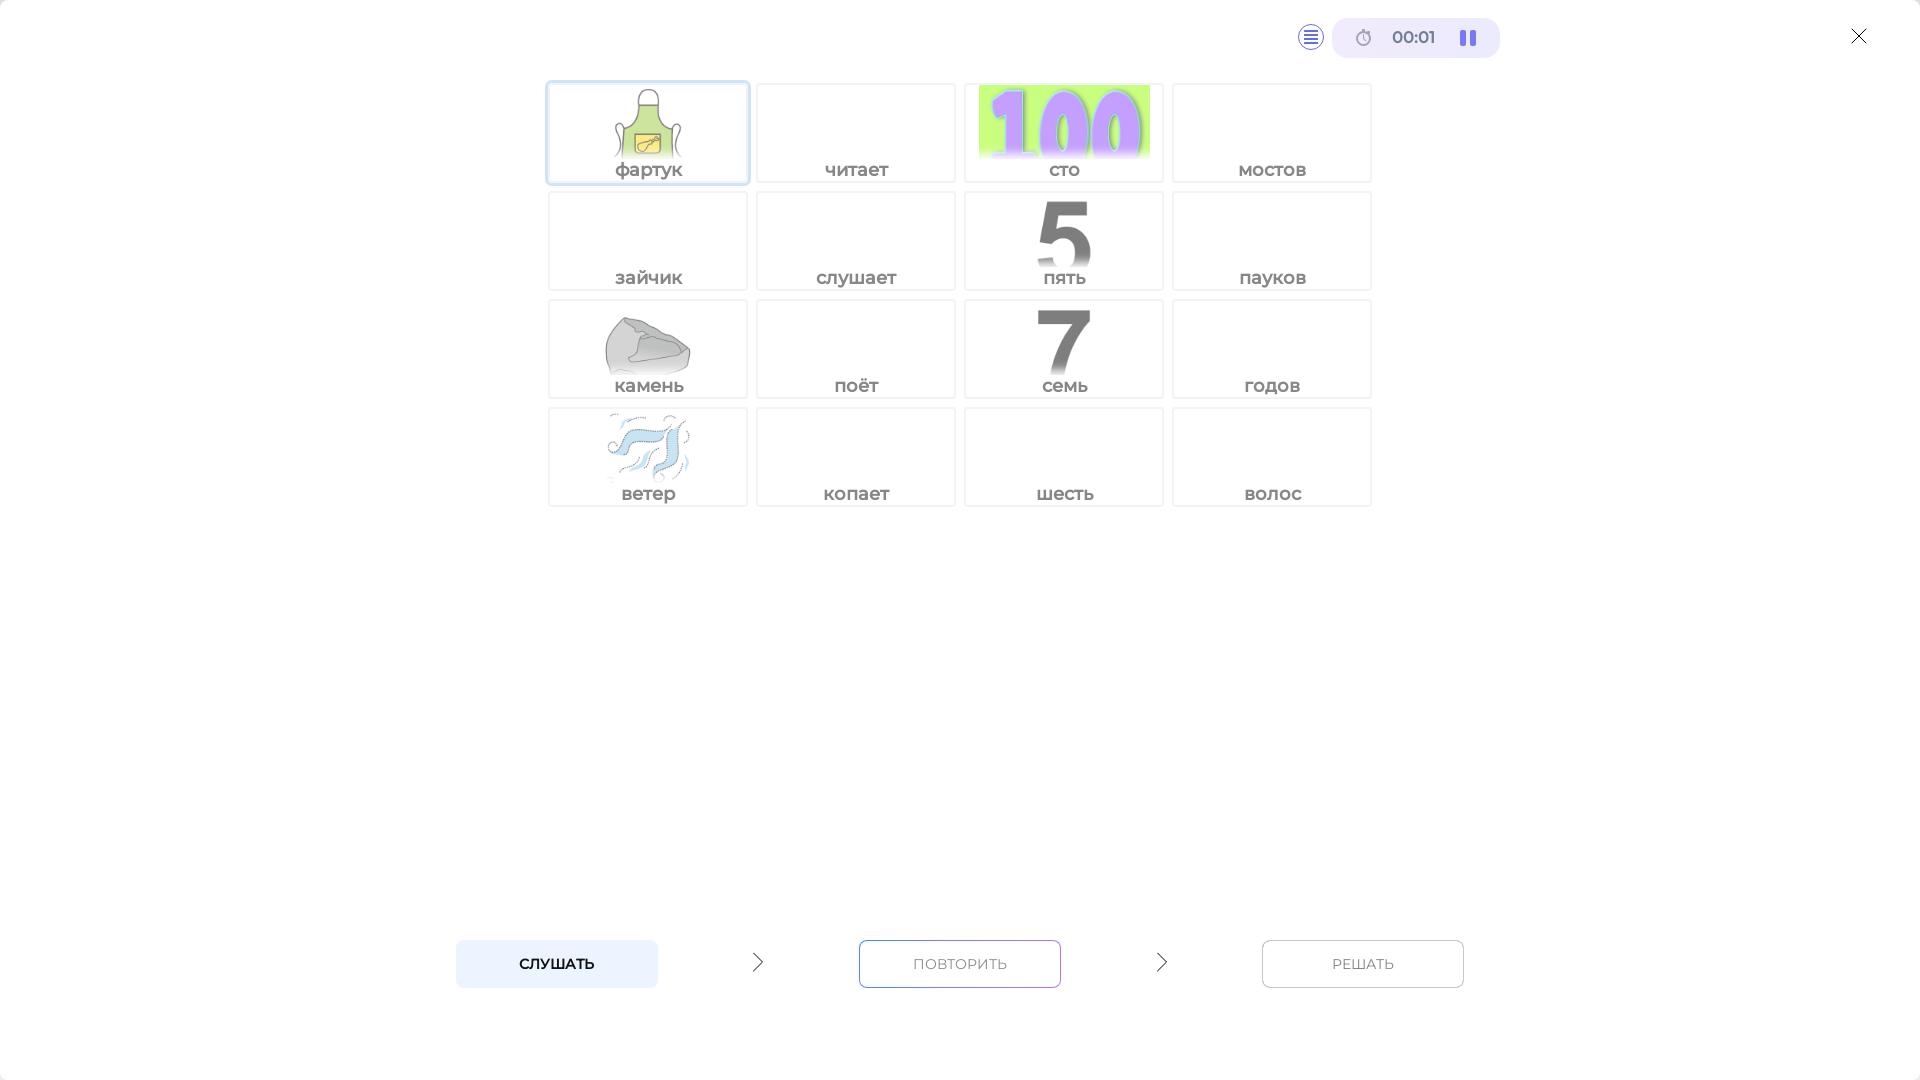 00:01
фартук
читает
100
сто
мостов
зайчик
слушает
5
пять
пауков
камень
поёт
7
семь
годов
ветер
копает
шесть
волос
СЛУШАТЬ
ПОВТОРИТЬ
РЕШАТЬ